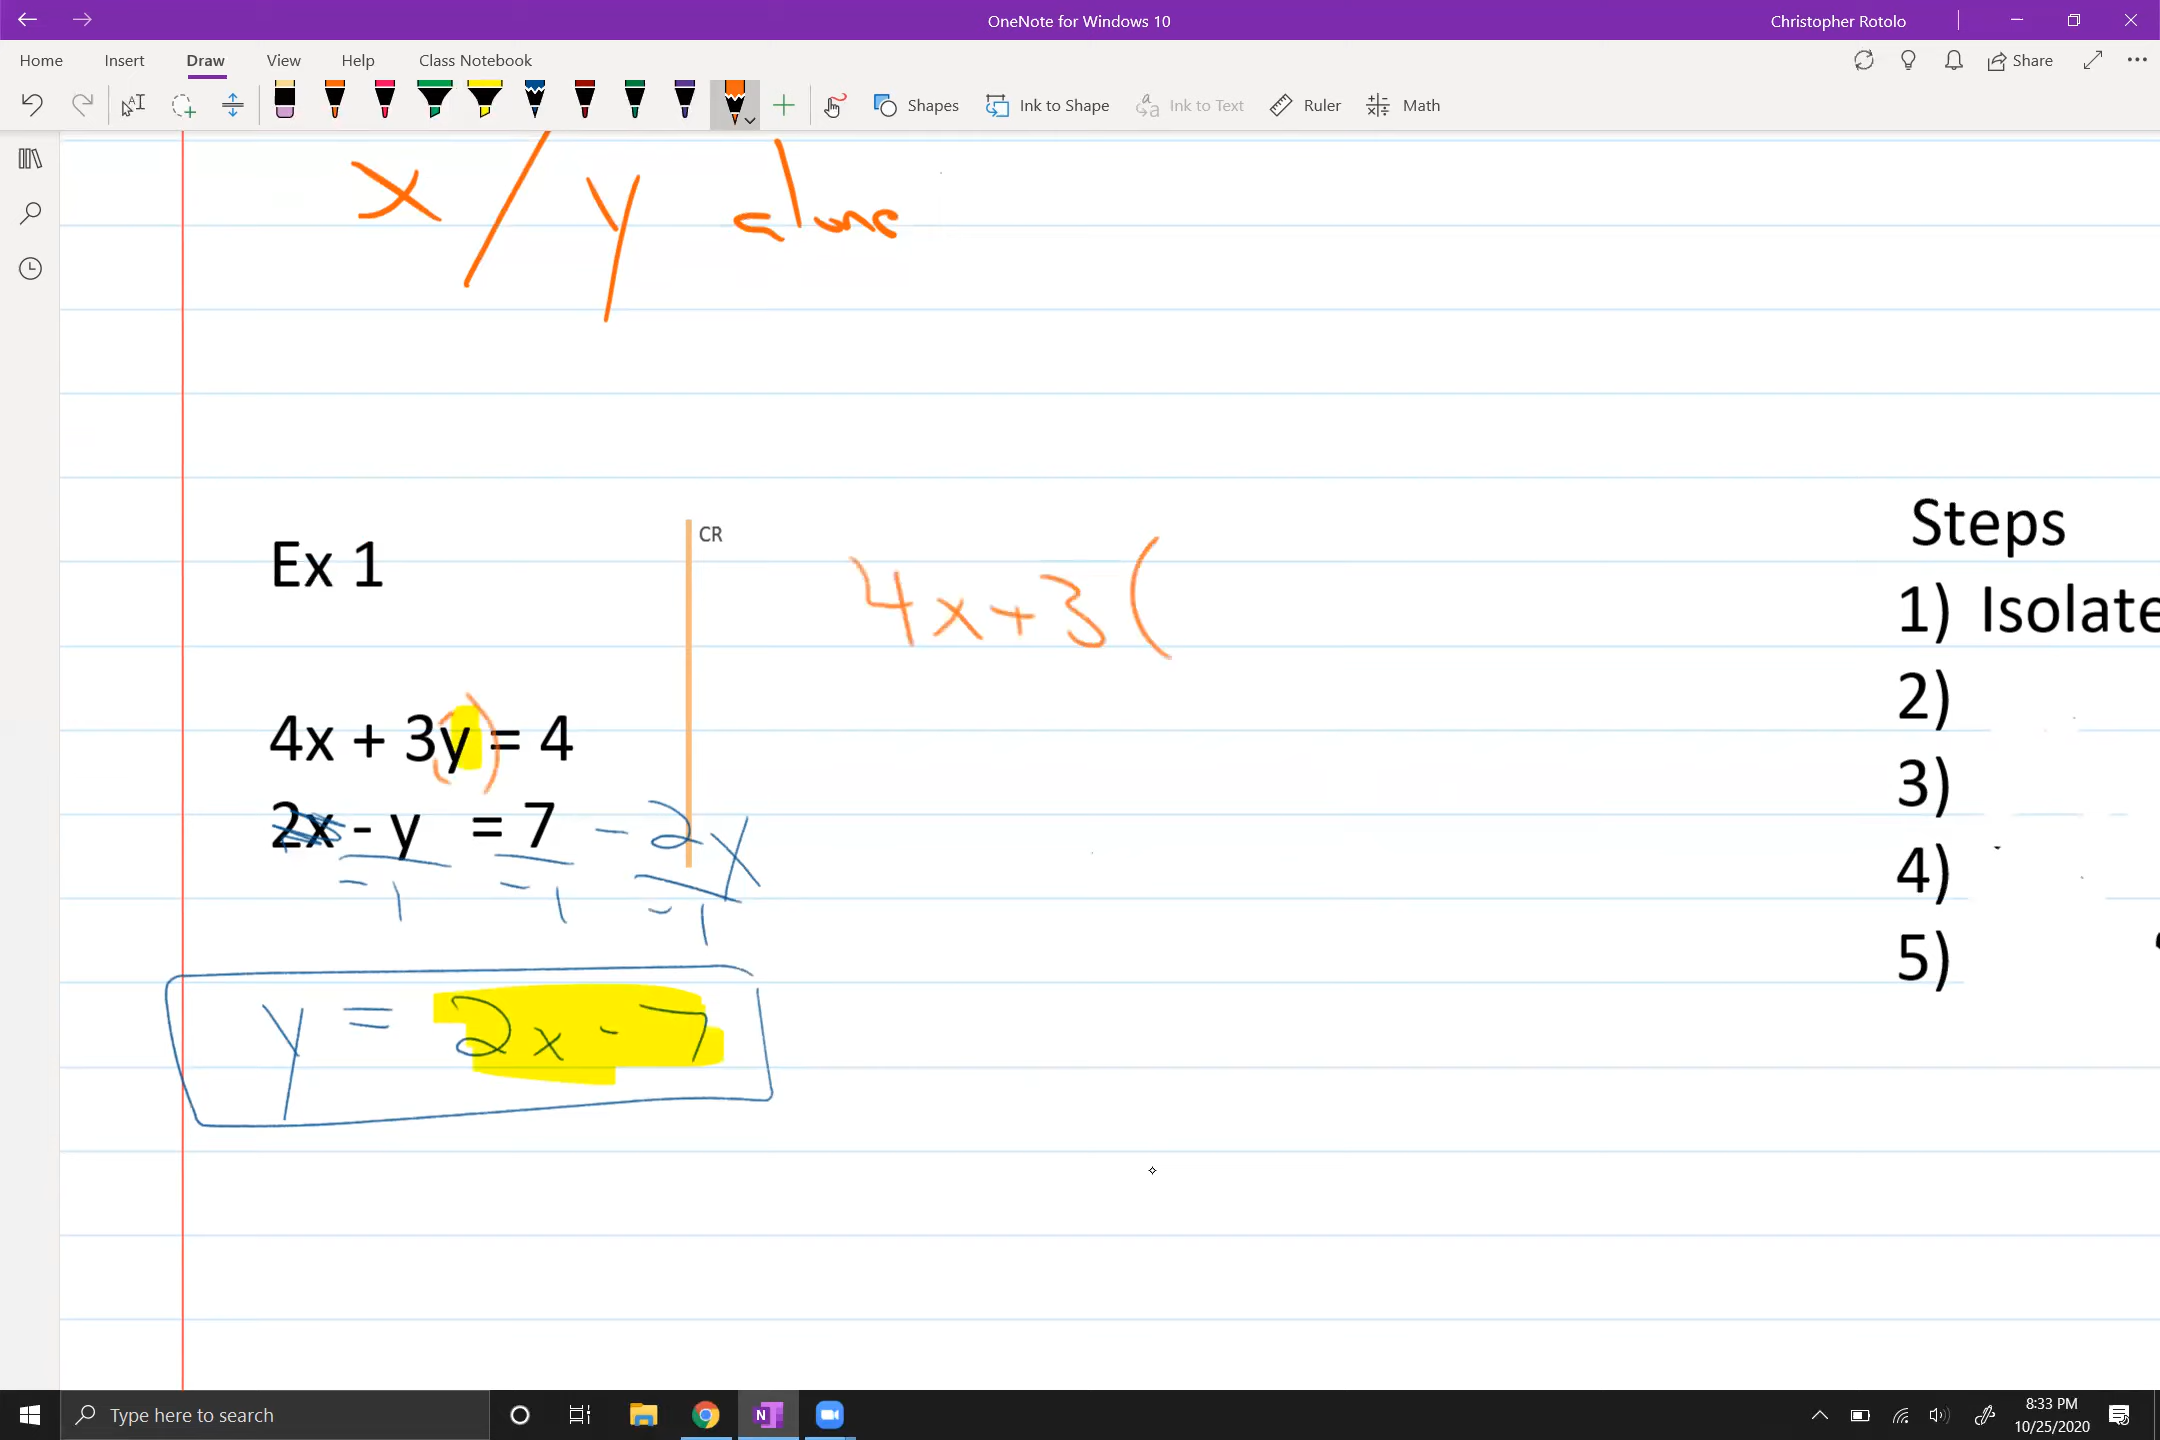 OneNote for Windows 10
Christopher Rotolo
Home Insert Draw View Help Class Notebook
Share
Shapes Ink to Shape Ink to Text Ruler Math
x / y alone
CR
Ex 1
4x+3(
Steps
1) Isolate
2)
3)
4)
5)
4x + 3(y) = 4
2x - y = 7 - 2x
-1 -1 -1
y = 2x - 7
Type here to search
8:33 PM
10/25/2020